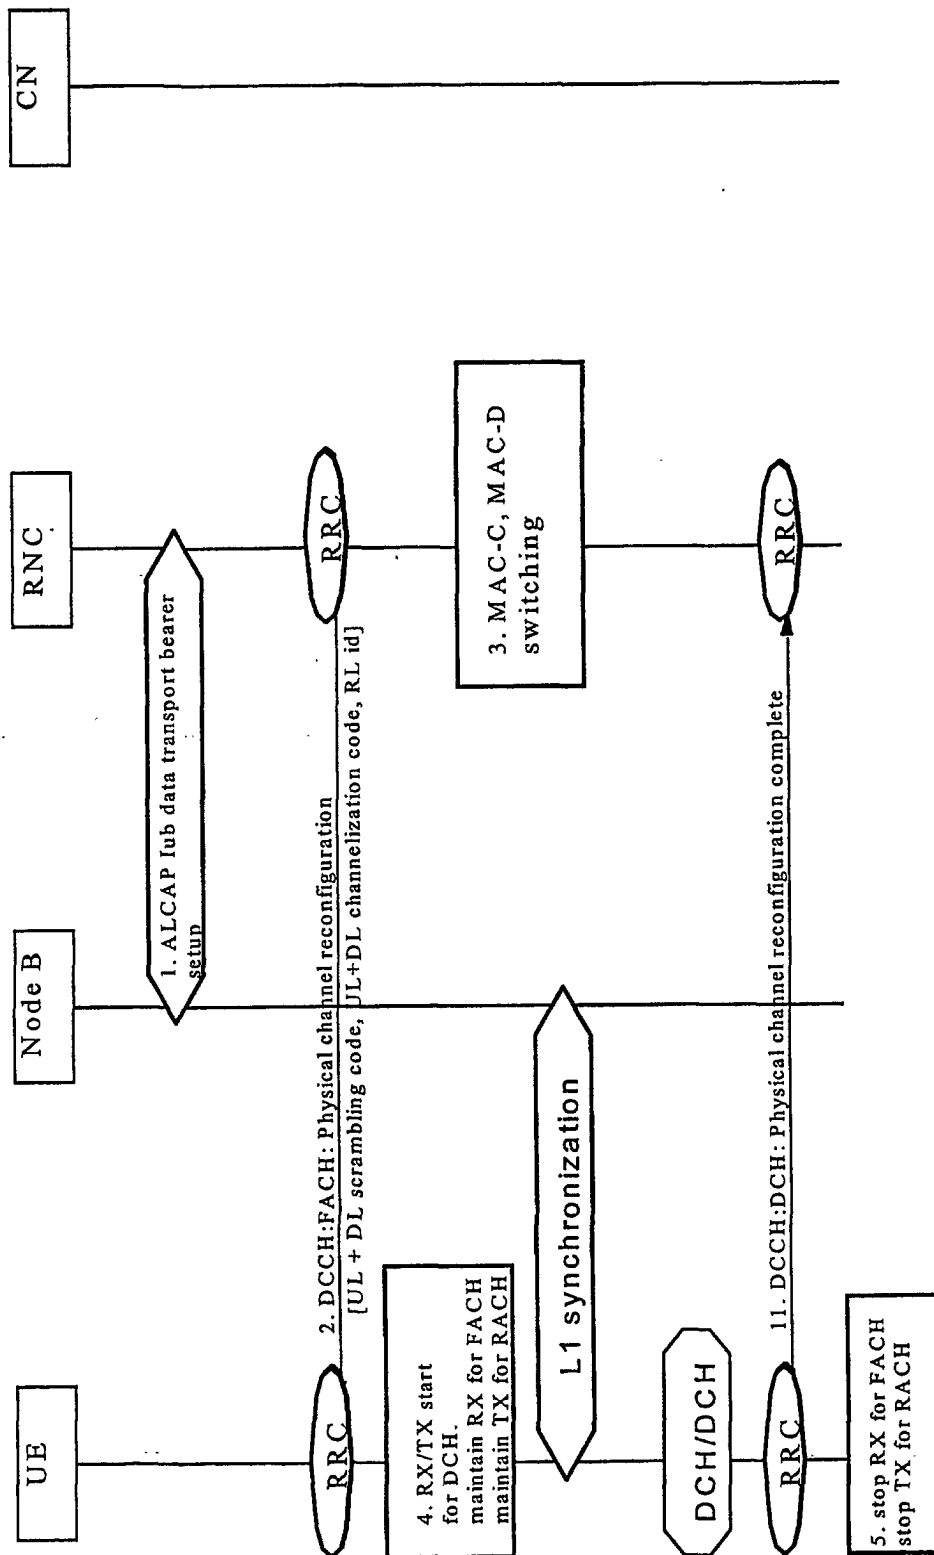 UE
Node B
RNC
CN
1. ALCAP Iub data transport bearer
setup
2. DCCH:FACH: Physical channel reconfiguration
[UL + DL scrambling code, UL+DL channelization code, RL id]
RRC
RRC
4. RX/TX start
for DCH.
maintain RX for FACH
maintain TX for RACH
3. MAC-C, MAC-D
switching
L1 synchronization
DCH/DCH
11. DCCH:DCH: Physical channel reconfiguration complete
RRC
RRC
5. stop RX for FACH
stop TX for RACH